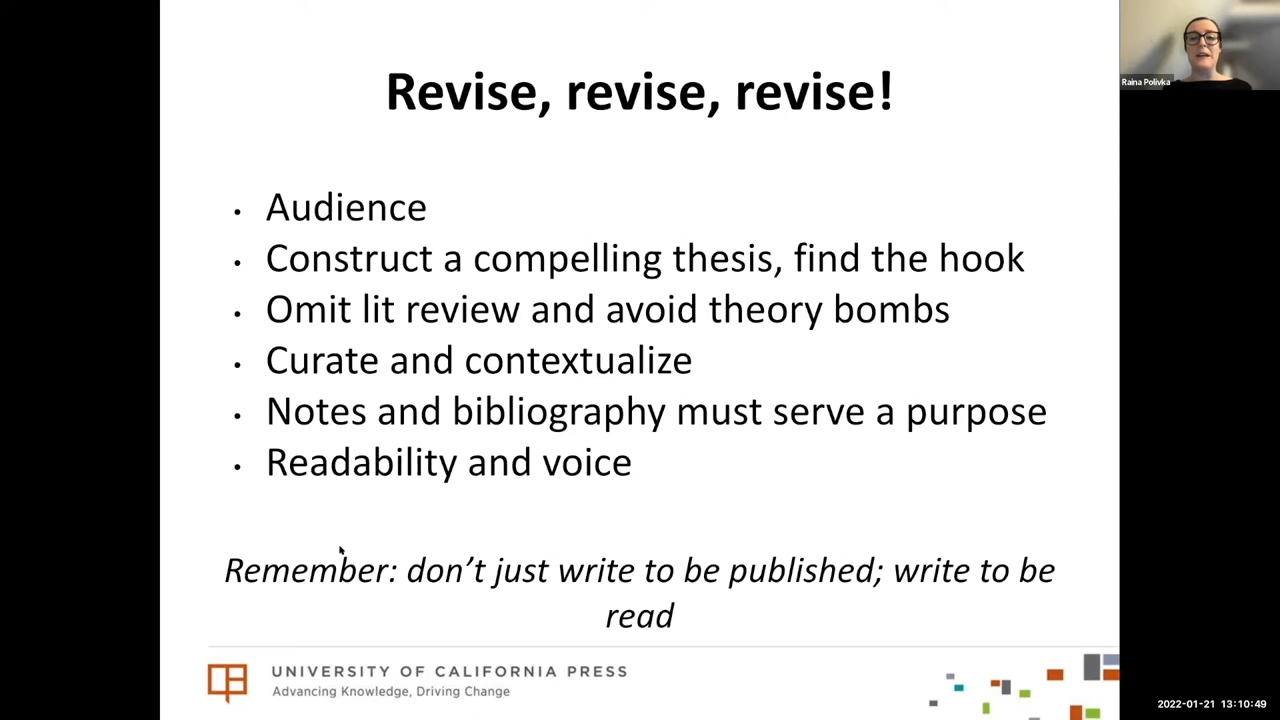 Revise, revise, revise!
Raina Polivka
• Audience
• Construct a compelling thesis, find the hook
• Omit lit review and avoid theory bombs
• Curate and contextualize
• Notes and bibliography must serve a purpose
• Readability and voice
Remember: don’t just write to be published; write to be
read
UNIVERSITY OF CALIFORNIA PRESS
Advancing Knowledge, Driving Change
2022-01-21 13:10:49